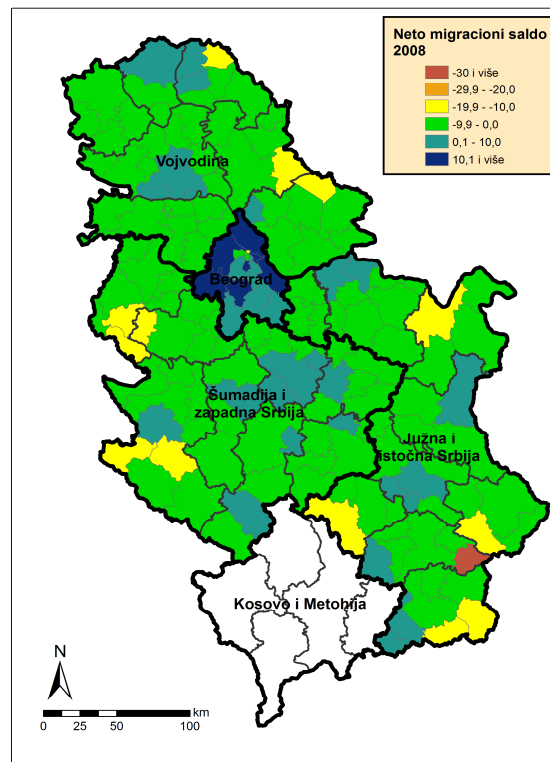 Neto migracioni saldo
2008
-30 i više
-29,9 - -20,0
-19,9 - -10,0
-9,9 - 0,0
0,1 - 10,0
10,1 i više
Vojvodina
Beograd
Šumadija i
zapadna Srbija
Južna i
istočna Srbija
Kosovo i Metohija
N
km
0 25 50 100